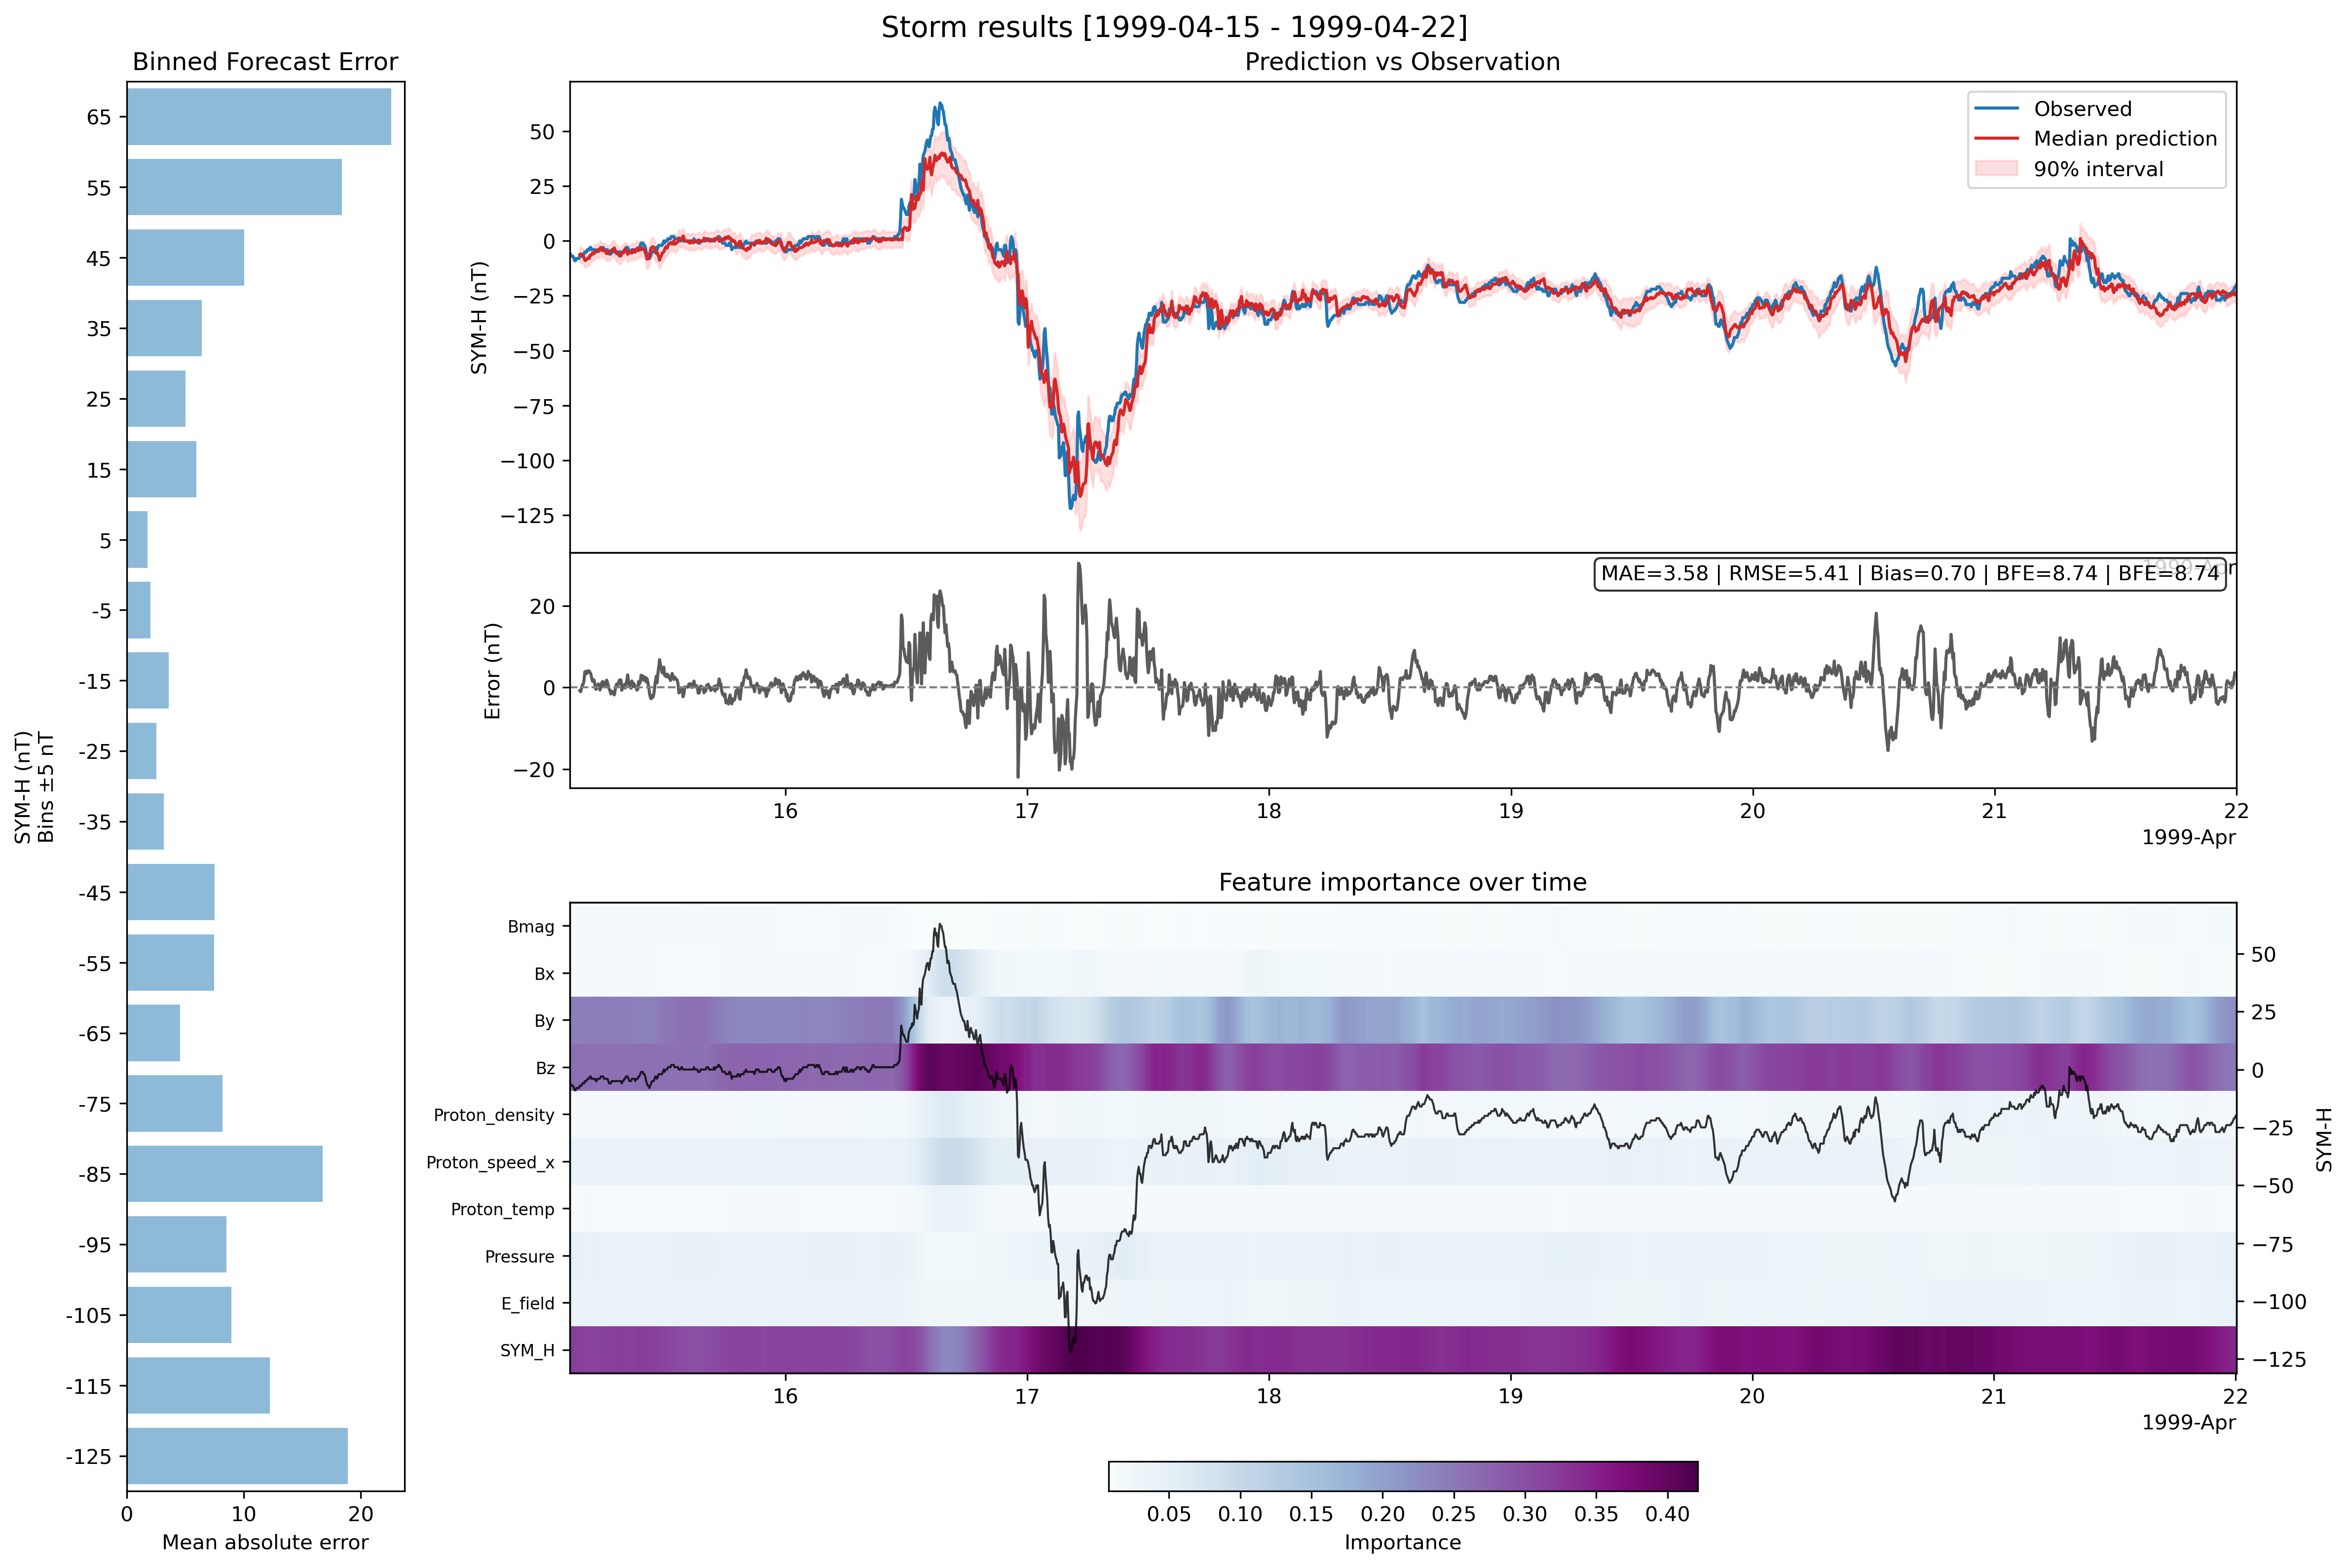 Storm results [1999-04-15 - 1999-04-22]
Binned Forecast Error
65
55
45
35
25
15
5
-5
-15
-25
-35
-45
-55
-65
-75
-85
-95
-105
-115
-125
SYM-H (nT)
Bins ±5 nT
0 10 20
Mean absolute error
Prediction vs Observation
Observed
Median prediction
90% interval
50
25
0
−25
−50
−75
−100
−125
SYM-H (nT)
1999-Apr
MAE=3.58 | RMSE=5.41 | Bias=0.70 | BFE=8.74 | BFE=8.74
20
0
−20
Error (nT)
16 17 18 19 20 21 22
1999-Apr
Feature importance over time
Bmag
Bx
By
Bz
Proton_density
Proton_speed_x
Proton_temp
Pressure
E_field
SYM_H
50
25
0
−25
−50
−75
−100
−125
SYM-H
16 17 18 19 20 21 22
1999-Apr
0.05 0.10 0.15 0.20 0.25 0.30 0.35 0.40
Importance